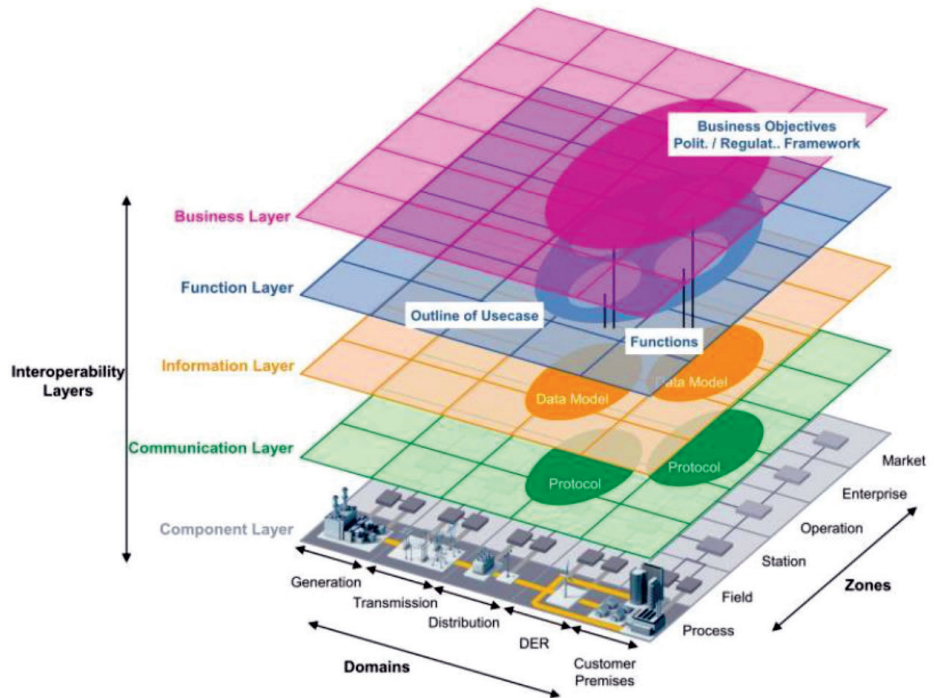 Business Objectives
Polit. / Regulat.. Framework
Business Layer
Function Layer
Outline of Usecase
Functions
Information Layer
Interoperability
Layers
Data Model
Data Model
Communication Layer
Protocol
Protocol
Component Layer
Market
Enterprise
Operation
Station
Field
Process
Zones
Generation
Transmission
Distribution
DER
Customer
Premises
Domains